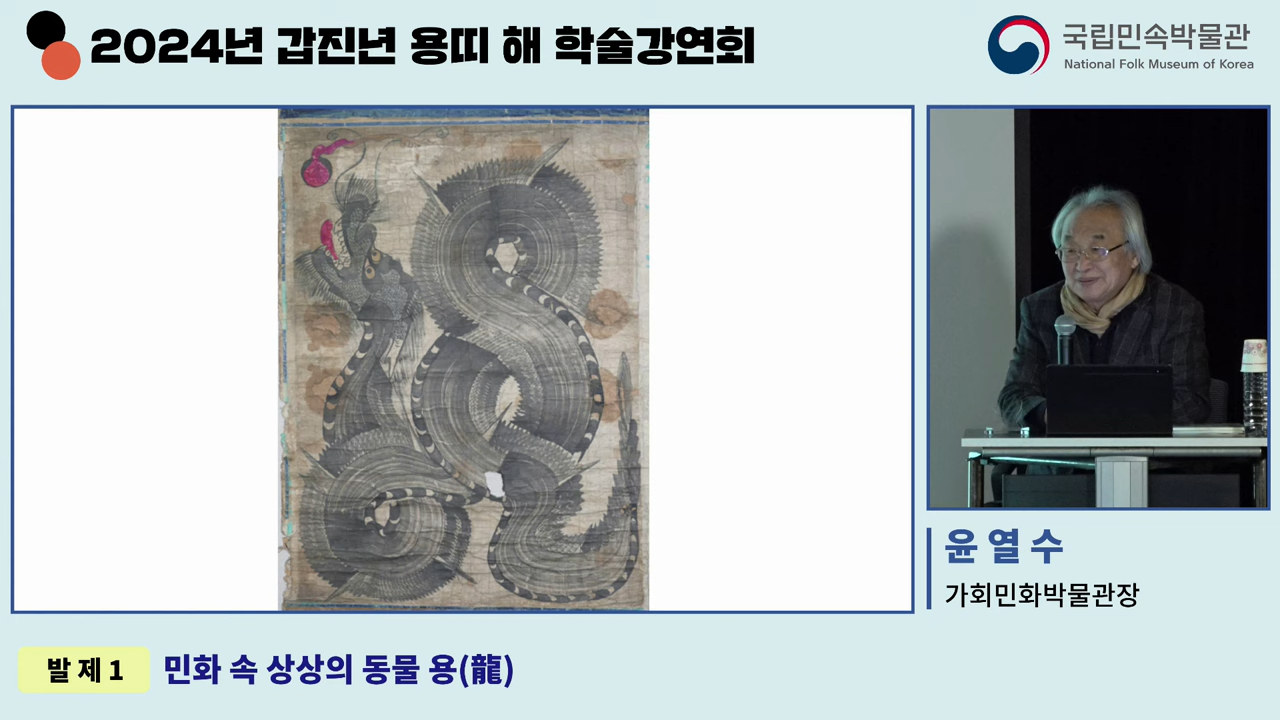 2024년 갑진년 용띠 해 학술강연회
국립민속박물관
National Folk Museum of Korea
윤열수
가회민화박물관장
발제1
민화 속 상상의 동물 용(龍)